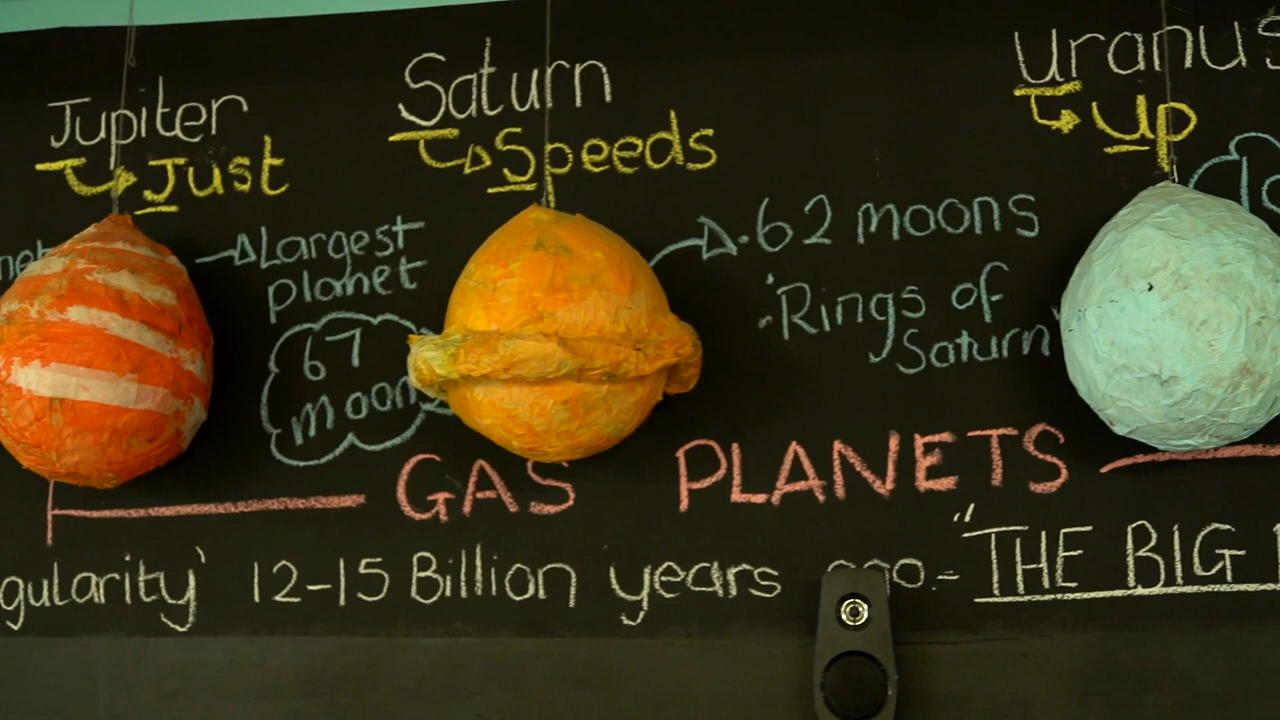 Jupiter
Just
Largest
planet
67
moon
Saturn
Speeds
62 moons
'Rings of
Saturn'
Uranus
Up
GAS PLANETS
gularity' 12-15 Billion years ago - "THE BIG